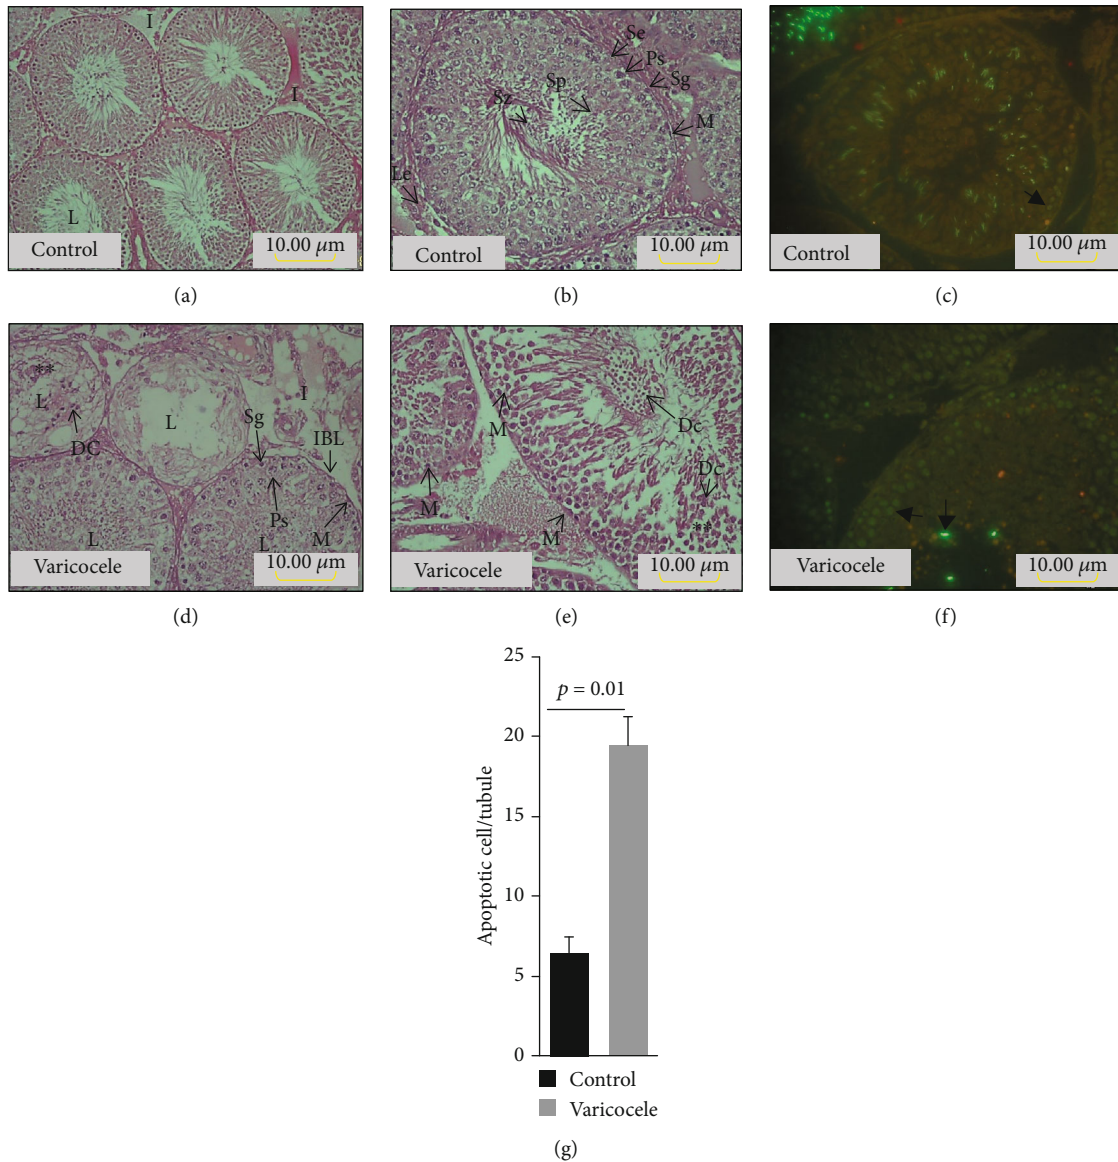 I
I
L
Control
10.00 μm
(a)
Se
Ps
Sg
Sp
Sz
M
Le
Control
10.00 μm
(b)
Control
10.00 μm
(c)
**
L
DC
L
I
Sg
IBL
Ps
M
L
L
Varicocele
10.00 μm
(d)
M
Dc
Dc
M
M
**
Varicocele
10.00 μm
(e)
Varicocele
10.00 μm
(f)
25
20
15
10
5
0
Apoptotic cell/tubule
p = 0.01
Control
Varicocele
(g)